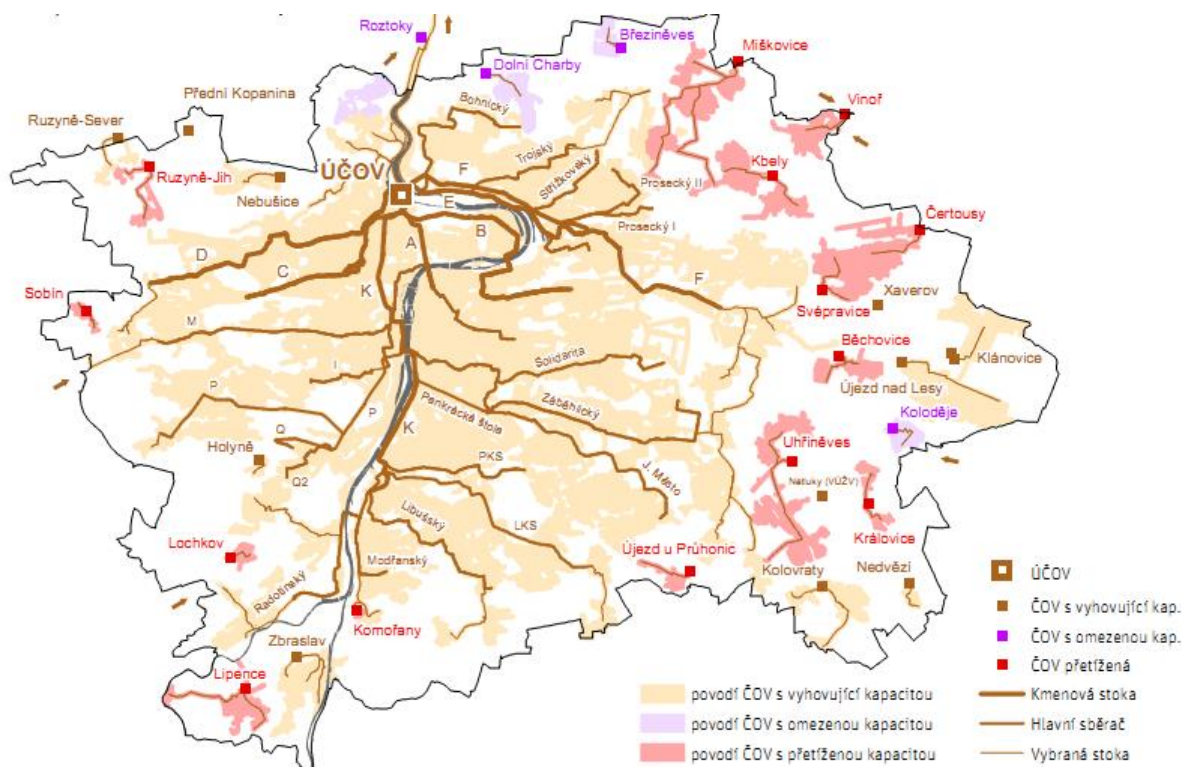 Roztoky
Březiněves
Miškovice
Dolní Charby
Přední Kopanina
Bohnický
Vinoř
Ruzyně-Sever
Trojský
F
Střížkovský
Kbely
Ruzyně-Jih
ÚČOV
Prosecký II
Nebušice
E
Čertousy
B
Prosecký I
A
D
C
F
K
Xaverov
Sobín
Svépravice
M
Běchovice
Klánovice
Solidarita
I
Újezd nad Lesy
P
Záběhlický
P
Pankrácká štola
Koloděje
Q
K
Holyně
PKS
Uhříněves
J. Město
Q2
Natuky (VÚŽV)
Libušský
LKS
Královice
Lochkov
Újezd u Průhonic
Modřanský
Kolovraty
Nedvězí
Radotínský
Komořany
Zbraslav
Lipence
ÚČOV
ČOV s vyhovující kap.
ČOV s omezenou kap.
ČOV přetížená
povodí ČOV s vyhovující kapacitou
Kmenová stoka
povodí ČOV s omezenou kapacitou
Hlavní sběrač
povodí ČOV s přetíženou kapacitou
Vybraná stoka